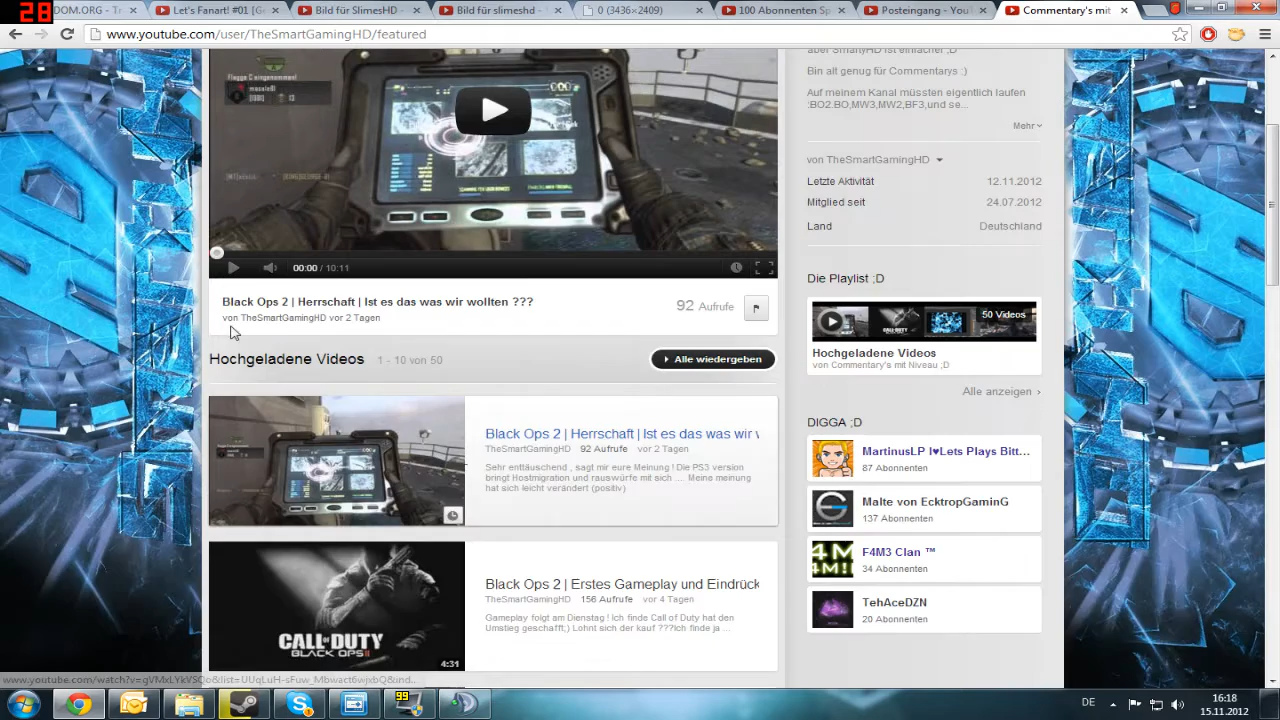 28
DOM.ORG - Tr
Let's Fanart! #01 [Ge
Bild für SlimesHD -
Bild für slimeshd -
0 (3436×2409)
100 Abonnenten Sp
Posteingang - YouT
Commentary's mit
www.youtube.com/user/TheSmartGamingHD/featured
Flagge C eingenommen!
00:00 / 10:11
Black Ops 2 | Herrschaft | Ist es das was wir wollten ???
von TheSmartGamingHD vor 2 Tagen
92 Aufrufe
Hochgeladene Videos 1 - 10 von 50
Alle wiedergeben
Black Ops 2 | Herrschaft | Ist es das was wir v
TheSmartGamingHD 92 Aufrufe vor 2 Tagen
Sehr enttäuschend , sagt mir eure Meinung ! Die PS3 version
bringt Hostmigration und rauswürfe mit sich .... Meine meinung
hat sich leicht verändert (positiv)
CALL OF DUTY
BLACK OPS II
4:31
Black Ops 2 | Erstes Gameplay und Eindrück
TheSmartGamingHD 156 Aufrufe vor 4 Tagen
Gameplay folgt am Dienstag ! Ich finde Call of Duty hat den
Umstieg geschafft;) Lohnt sich der kauf ???Ich finde ja ...
aber SmartyHD ist einfacher ;D
Bin alt genug für Commentarys :)
Auf meinem Kanal müssten eigentlich laufen
:BO2,BO,MW3,MW2,BF3,und se...
Mehr
von TheSmartGamingHD
Letzte Aktivität 12.11.2012
Mitglied seit 24.07.2012
Land Deutschland
Die Playlist ;D
50 Videos
Hochgeladene Videos
von Commentary's mit Niveau ;D
Alle anzeigen ›
DIGGA ;D
MartinusLP I♥Lets Plays Bitt...
87 Abonnenten
Malte von EcktropGaminG
137 Abonnenten
F4M3 Clan ™
34 Abonnenten
TehAceDZN
20 Abonnenten
99
DE
16:18
15.11.2012